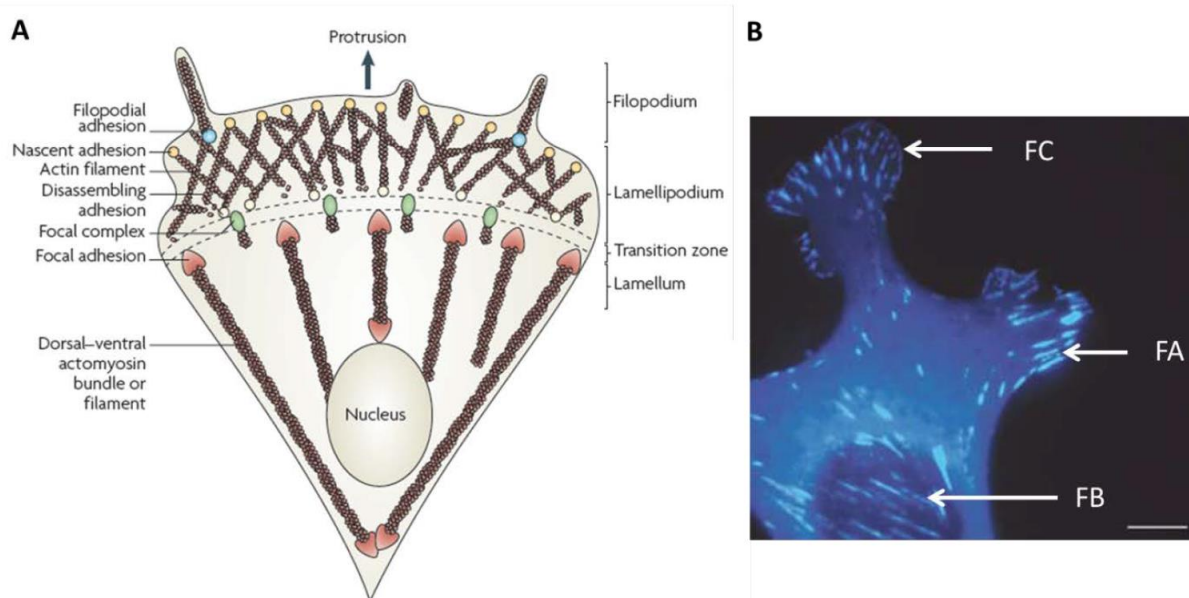 A
Protrusion
Filopodial
adhesion
Nascent adhesion
Actin filament
Disassembling
adhesion
Focal complex
Focal adhesion
Dorsal–ventral
actomyosin
bundle or
filament
Nucleus
Filopodium
Lamellipodium
Transition zone
Lamellum
B
FC
FA
FB